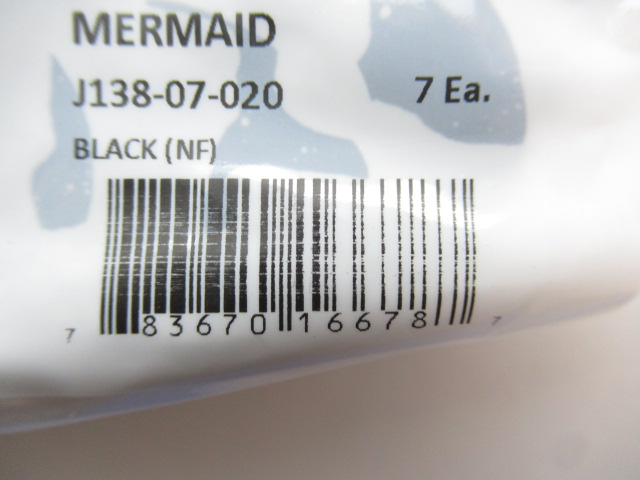 MERMAID
J138-07-020 7 Ea.
BLACK (NF)
7 83670 16678 7